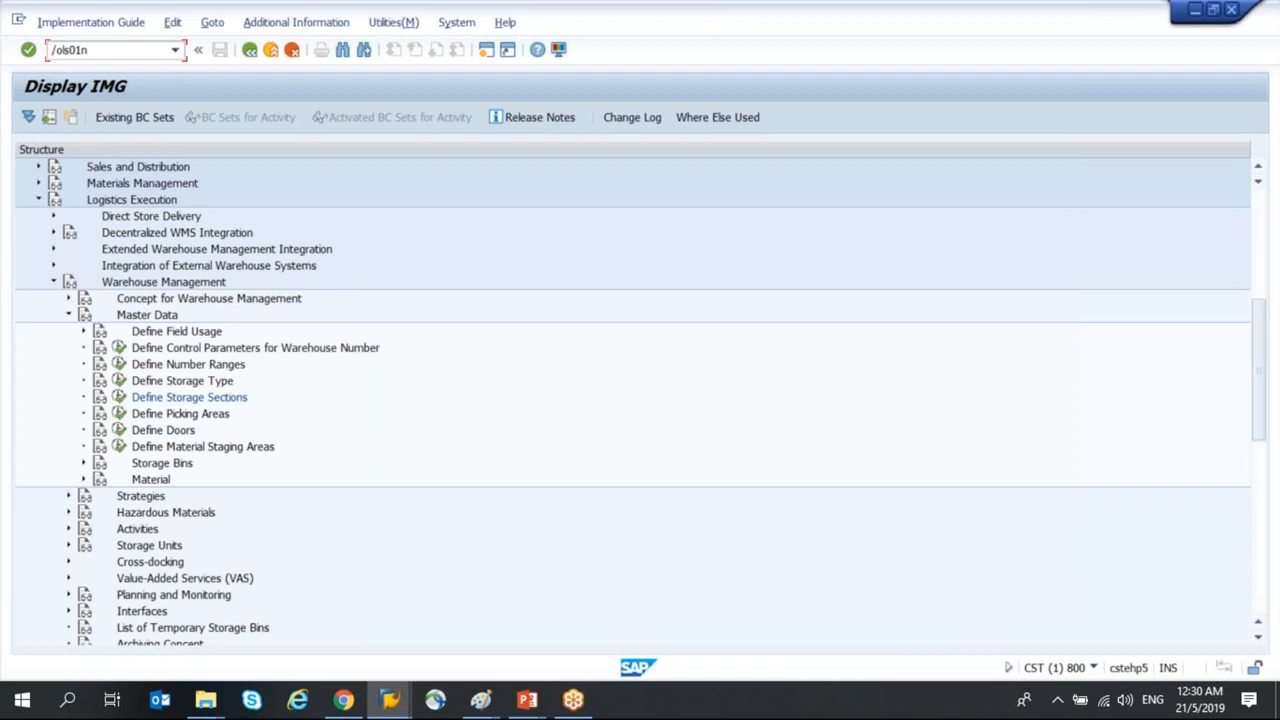 Implementation Guide Edit Goto Additional Information Utilities(M) System Help
/ols01n
Display IMG
Existing BC Sets BC Sets for Activity Activated BC Sets for Activity Release Notes Change Log Where Else Used
Structure
Sales and Distribution
Materials Management
Logistics Execution
Direct Store Delivery
Decentralized WMS Integration
Extended Warehouse Management Integration
Integration of External Warehouse Systems
Warehouse Management
Concept for Warehouse Management
Master Data
Define Field Usage
Define Control Parameters for Warehouse Number
Define Number Ranges
Define Storage Type
Define Storage Sections
Define Picking Areas
Define Doors
Define Material Staging Areas
Storage Bins
Material
Strategies
Hazardous Materials
Activities
Storage Units
Cross-docking
Value-Added Services (VAS)
Planning and Monitoring
Interfaces
List of Temporary Storage Bins
Archiving Concept
SAP CST (1) 800 cstehp5 INS
ENG 12:30 AM
21/5/2019